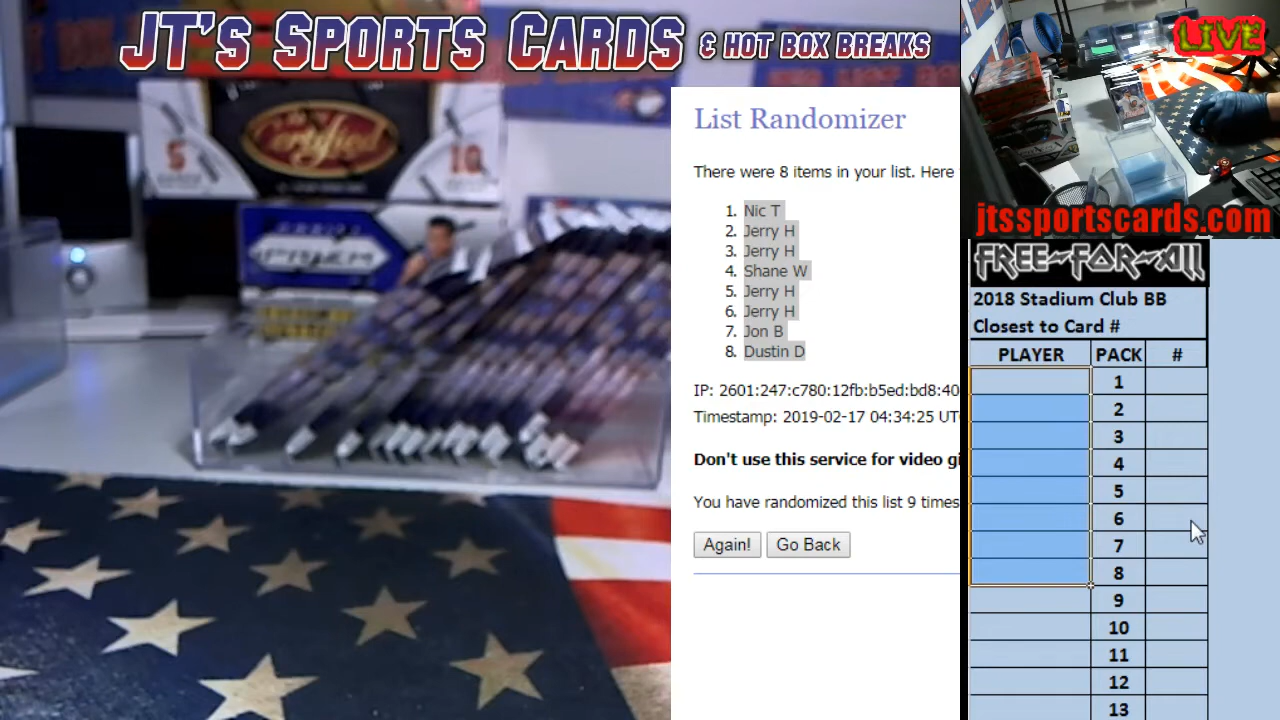 JT's Sports Cards & Hot Box Breaks
LIVE
jtssportscards.com
Certified
5
10
PRIZM
List Randomizer
There were 8 items in your list. Here
1. Nic T
2. Jerry H
3. Jerry H
4. Shane W
5. Jerry H
6. Jerry H
7. Jon B
8. Dustin D
IP: 2601:247:c780:12fb:b5ed:bd8:40
Timestamp: 2019-02-17 04:34:25 UT
Don't use this service for video gi
You have randomized this list 9 times
Again! Go Back
FREE-FOR-ALL
2018 Stadium Club BB
Closest to Card #
PLAYER PACK #
1
2
3
4
5
6
7
8
9
10
11
12
13